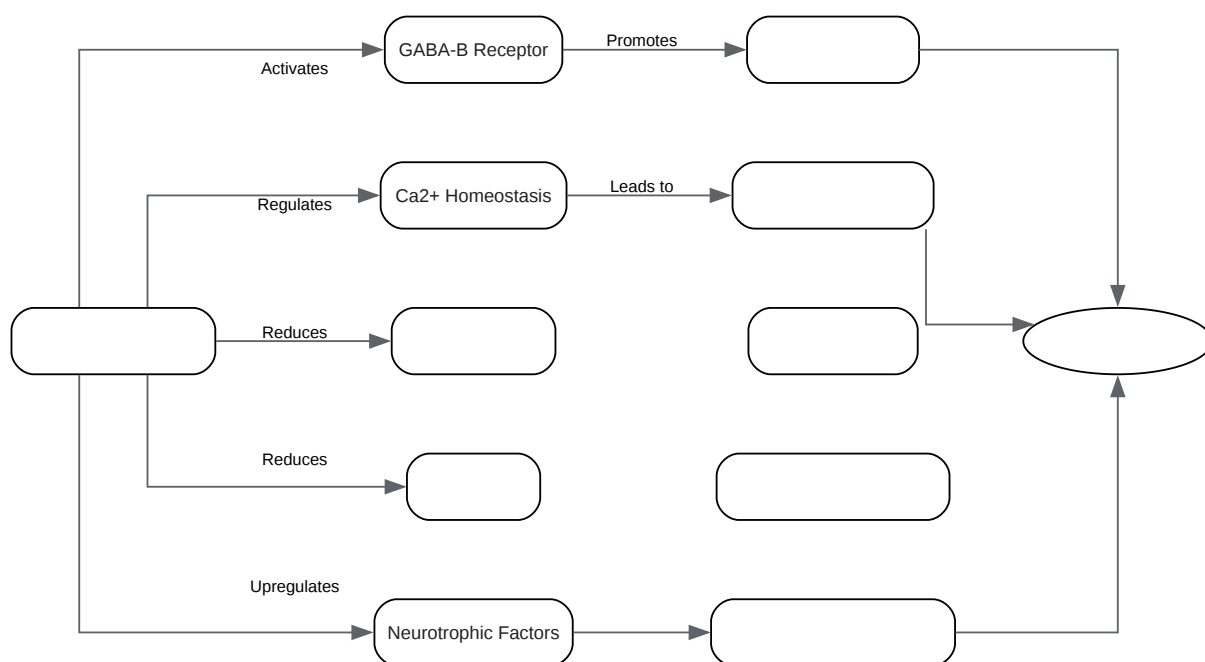 GABA-B Receptor
Promotes
Activates
Ca2+ Homeostasis
Leads to
Regulates
Reduces
Reduces
Upregulates
Neurotrophic Factors